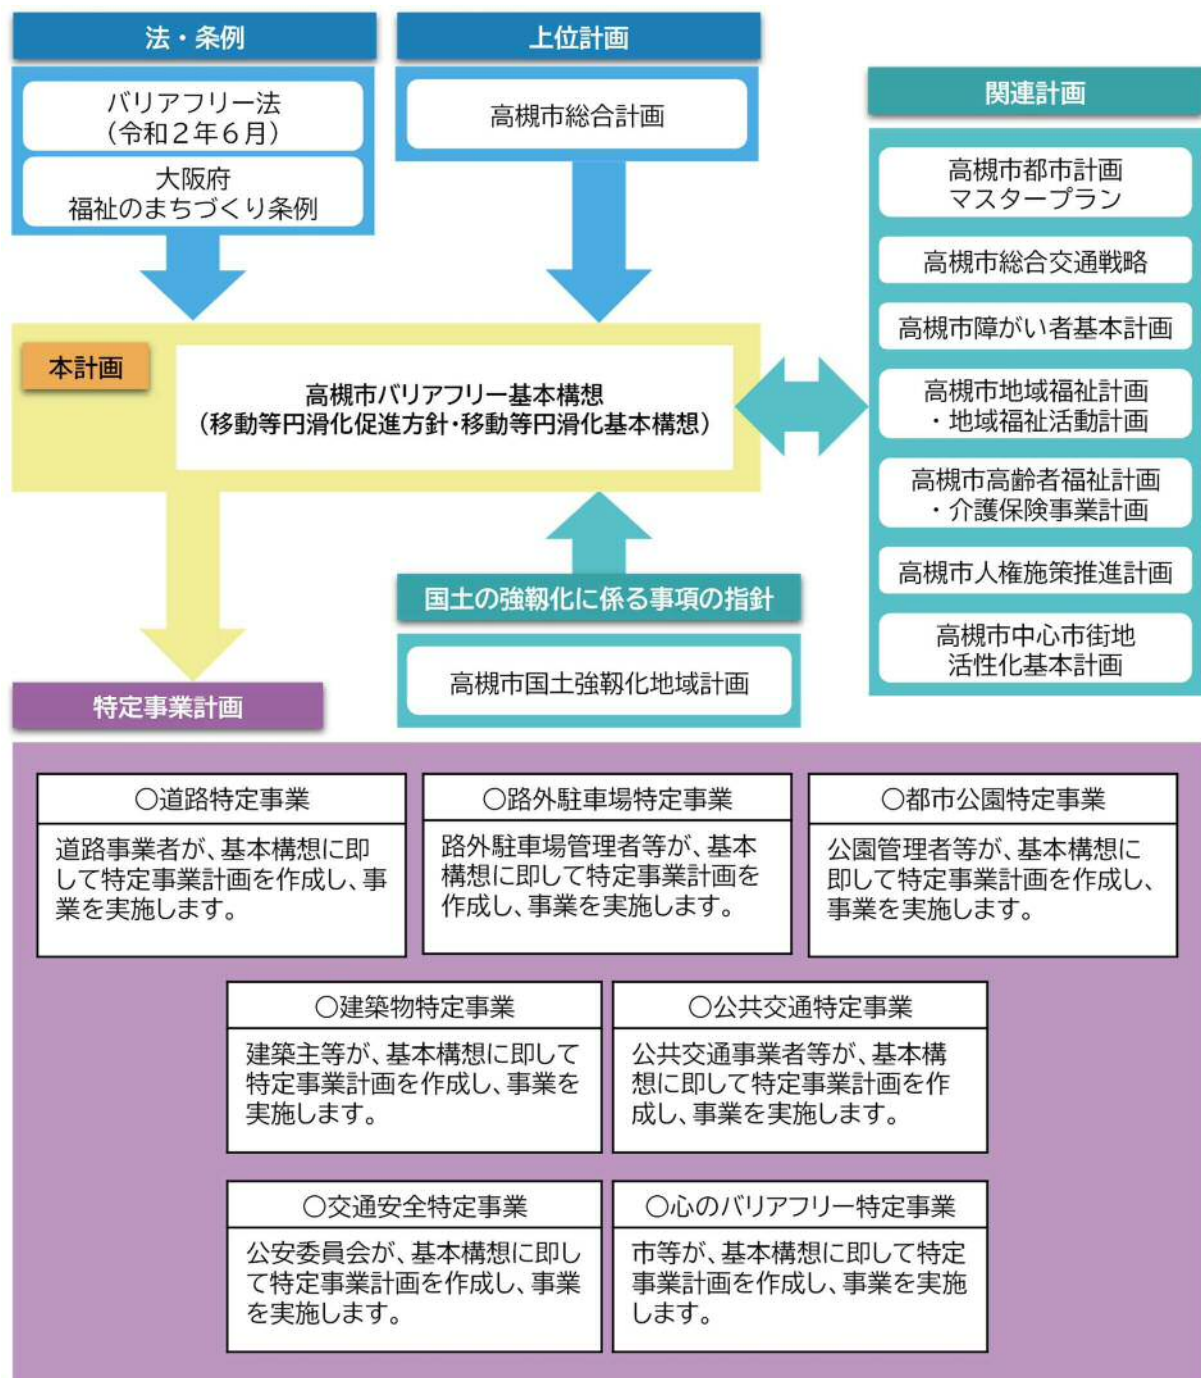 法・条例
バリアフリー法
（令和２年６月）
大阪府
福祉のまちづくり条例
上位計画
高槻市総合計画
関連計画
高槻市都市計画
マスタープラン
高槻市総合交通戦略
高槻市障がい者基本計画
高槻市地域福祉計画
・地域福祉活動計画
高槻市高齢者福祉計画
・介護保険事業計画
高槻市人権施策推進計画
高槻市中心市街地
活性化基本計画
本計画
高槻市バリアフリー基本構想
（移動等円滑化促進方針・移動等円滑化基本構想）
国土の強靱化に係る事項の指針
高槻市国土強靱化地域計画
特定事業計画
○道路特定事業
道路事業者が、基本構想に即
して特定事業計画を作成し、事
業を実施します。
○路外駐車場特定事業
路外駐車場管理者等が、基本
構想に即して特定事業計画を
作成し、事業を実施します。
○都市公園特定事業
公園管理者等が、基本構想に
即して特定事業計画を作成し、
事業を実施します。
○建築物特定事業
建築主等が、基本構想に即して
特定事業計画を作成し、事業を
実施します。
○公共交通特定事業
公共交通事業者等が、基本構
想に即して特定事業計画を作
成し、事業を実施します。
○交通安全特定事業
公安委員会が、基本構想に即し
て特定事業計画を作成し、事業
を実施します。
○心のバリアフリー特定事業
市等が、基本構想に即して特定
事業計画を作成し、事業を実施
します。